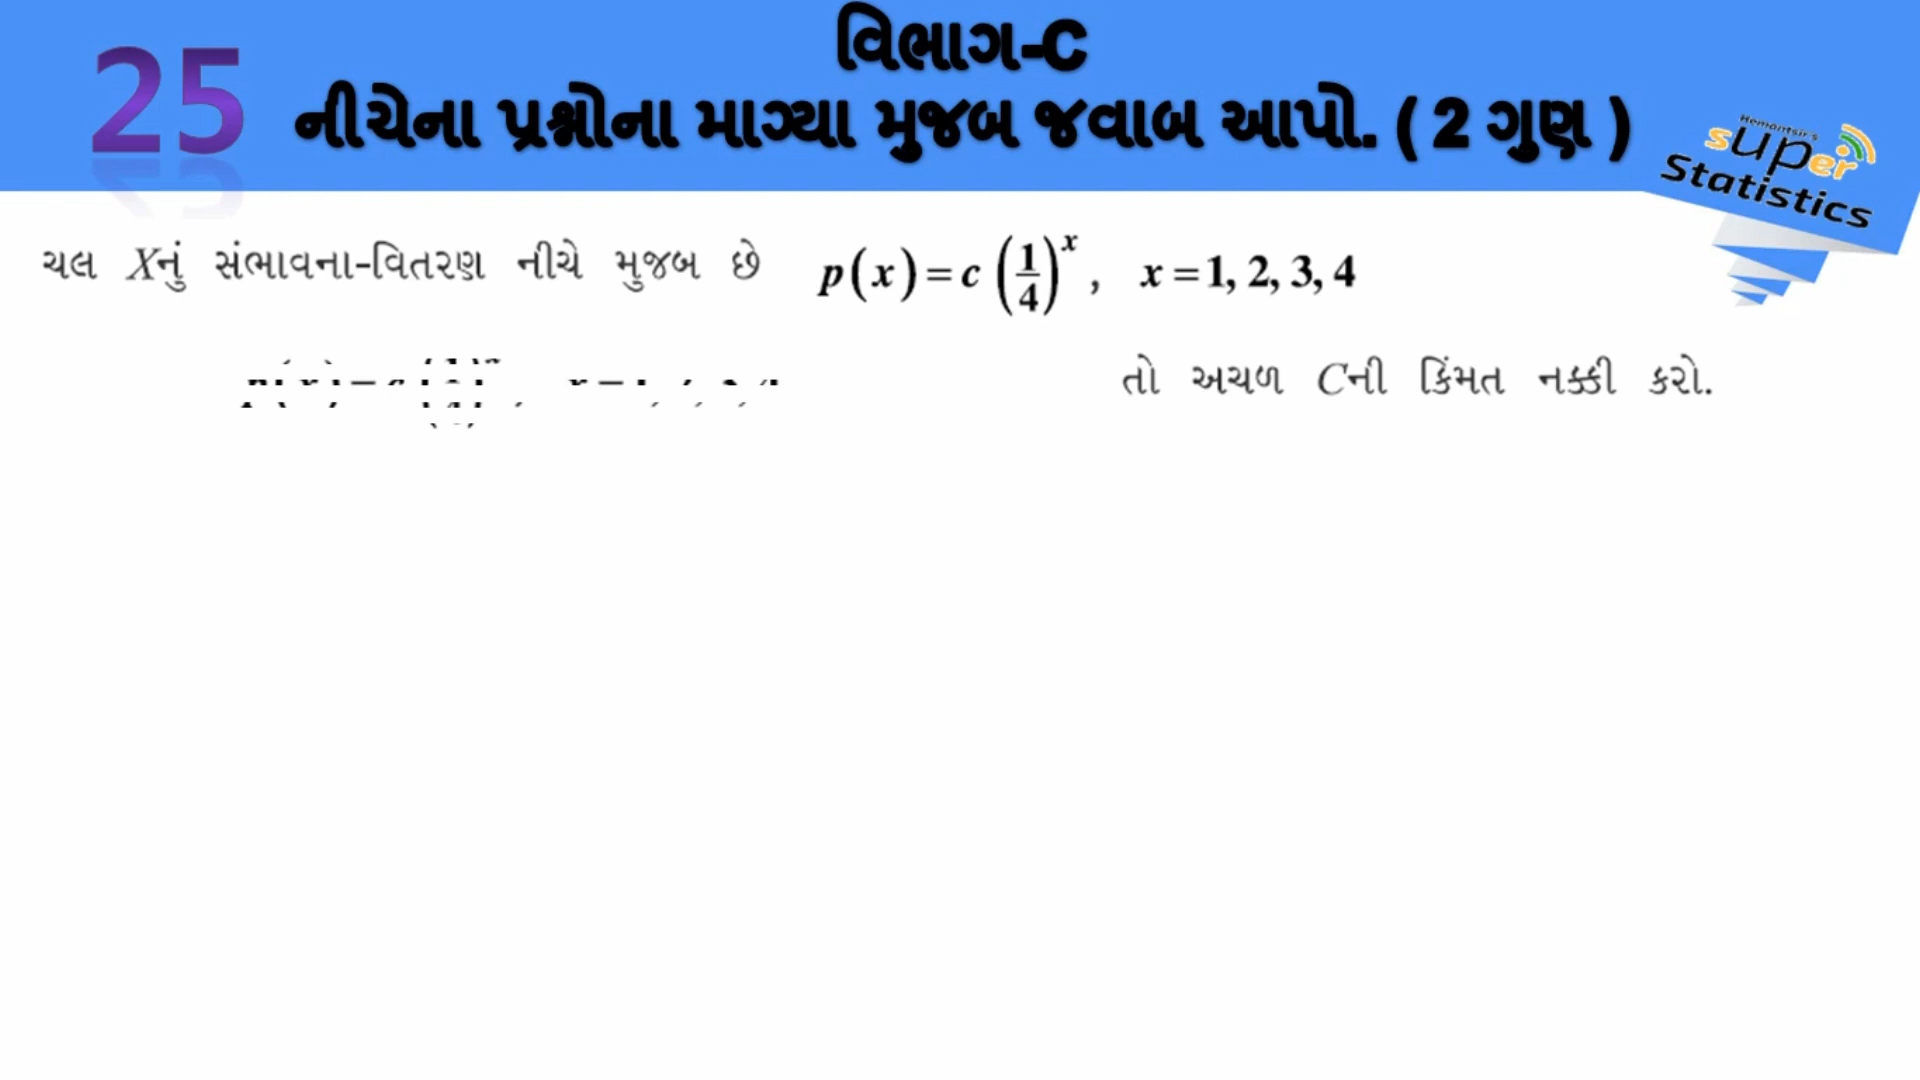 વિભાગ-C
25
નીચેના પ્રશ્નોના માગ્યા મુજબ જવાબ આપો. ( 2 ગુણ )
Hemantsir's
super
Statistics
ચલ Xનું સંભાવના-વિતરણ નીચે મુજબ છે p(x) = c (1/4)^x , x = 1, 2, 3, 4
તો અચળ Cની કિંમત નક્કી કરો.